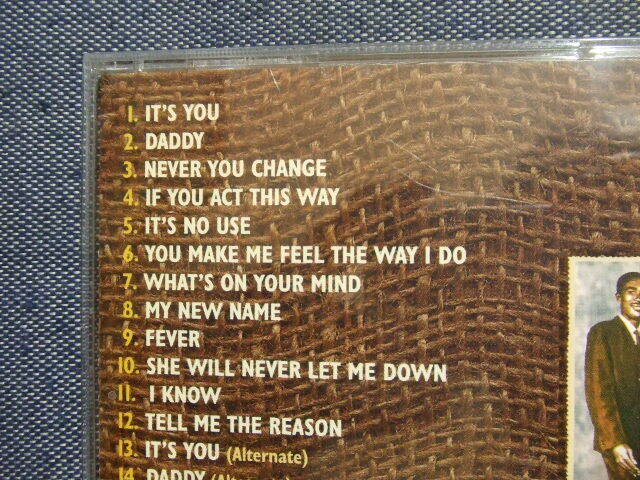 1. IT'S YOU
2. DADDY
3. NEVER YOU CHANGE
4. IF YOU ACT THIS WAY
5. IT'S NO USE
6. YOU MAKE ME FEEL THE WAY I DO
7. WHAT'S ON YOUR MIND
8. MY NEW NAME
9. FEVER
10. SHE WILL NEVER LET ME DOWN
11. I KNOW
12. TELL ME THE REASON
13. IT'S YOU (Alternate)
14. DADDY